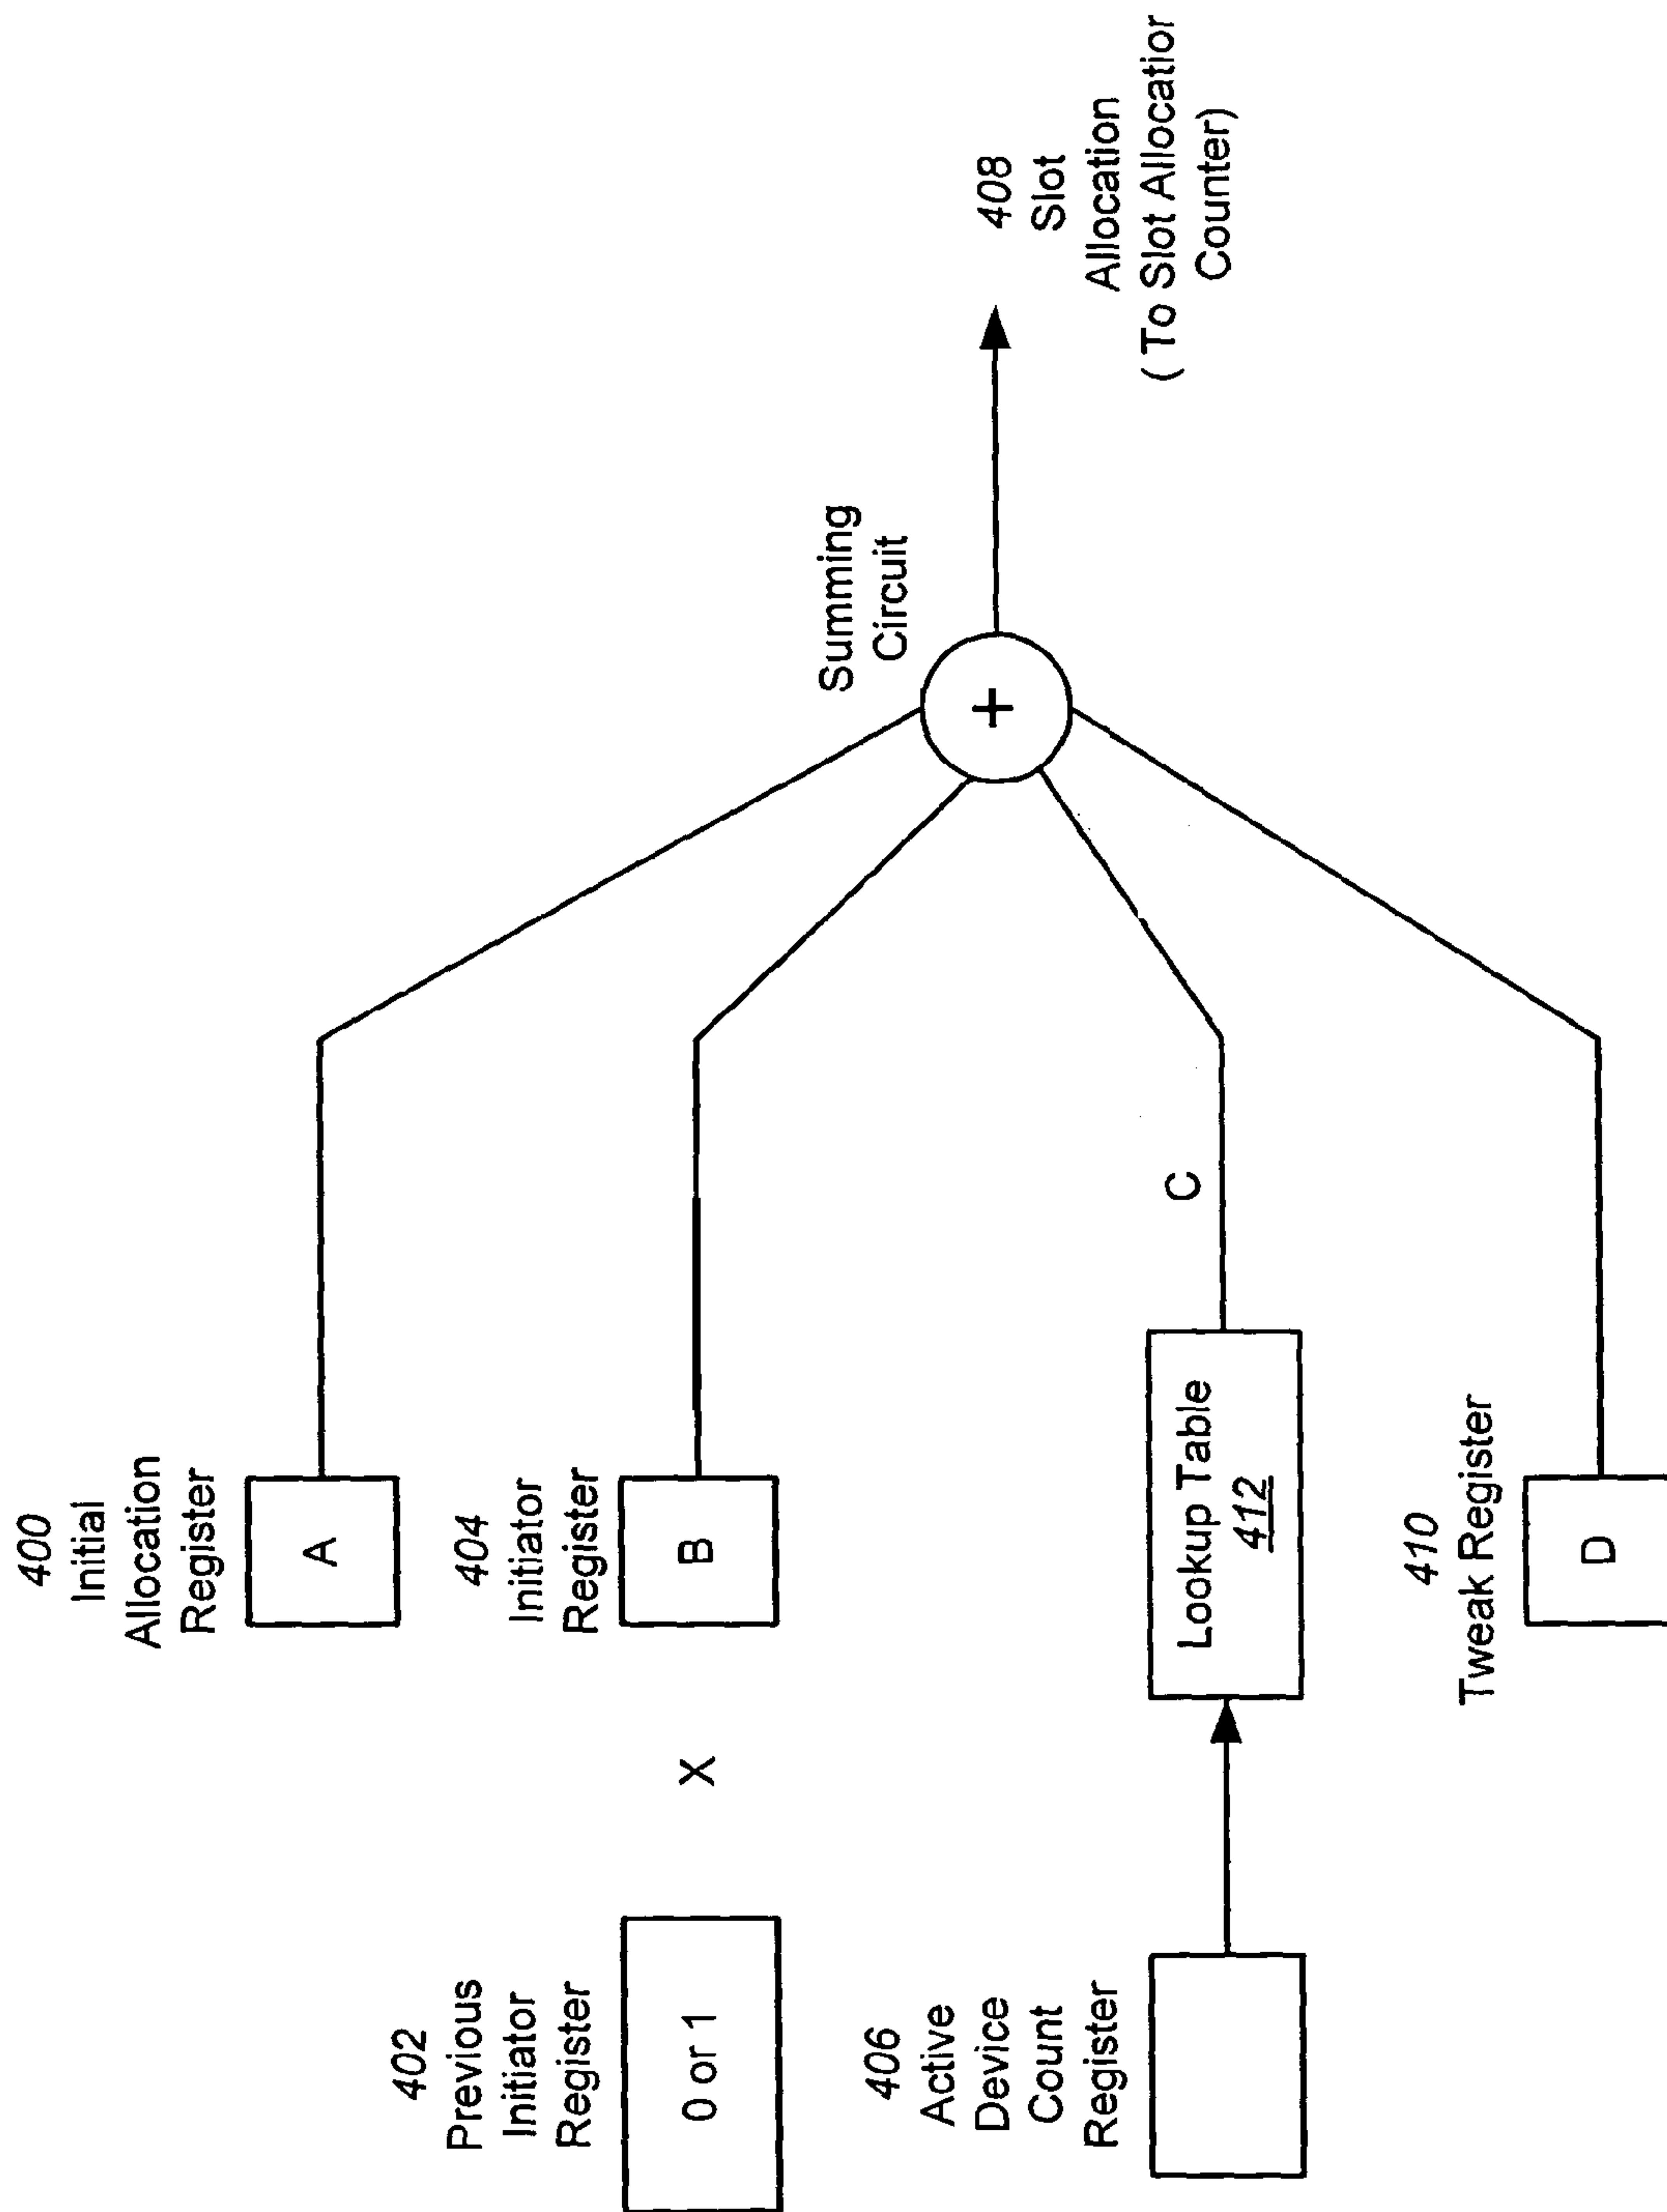 400
Initial
Allocation
Register
A
402
Previous
Initiator
Register
0 or 1
X
404
Initiator
Register
B
Summing
Circuit
+
408
Slot
Allocation
( To Slot Allocation
Counter)
406
Active
Device
Count
Register
Lookup Table
412
C
410
Tweak Register
D